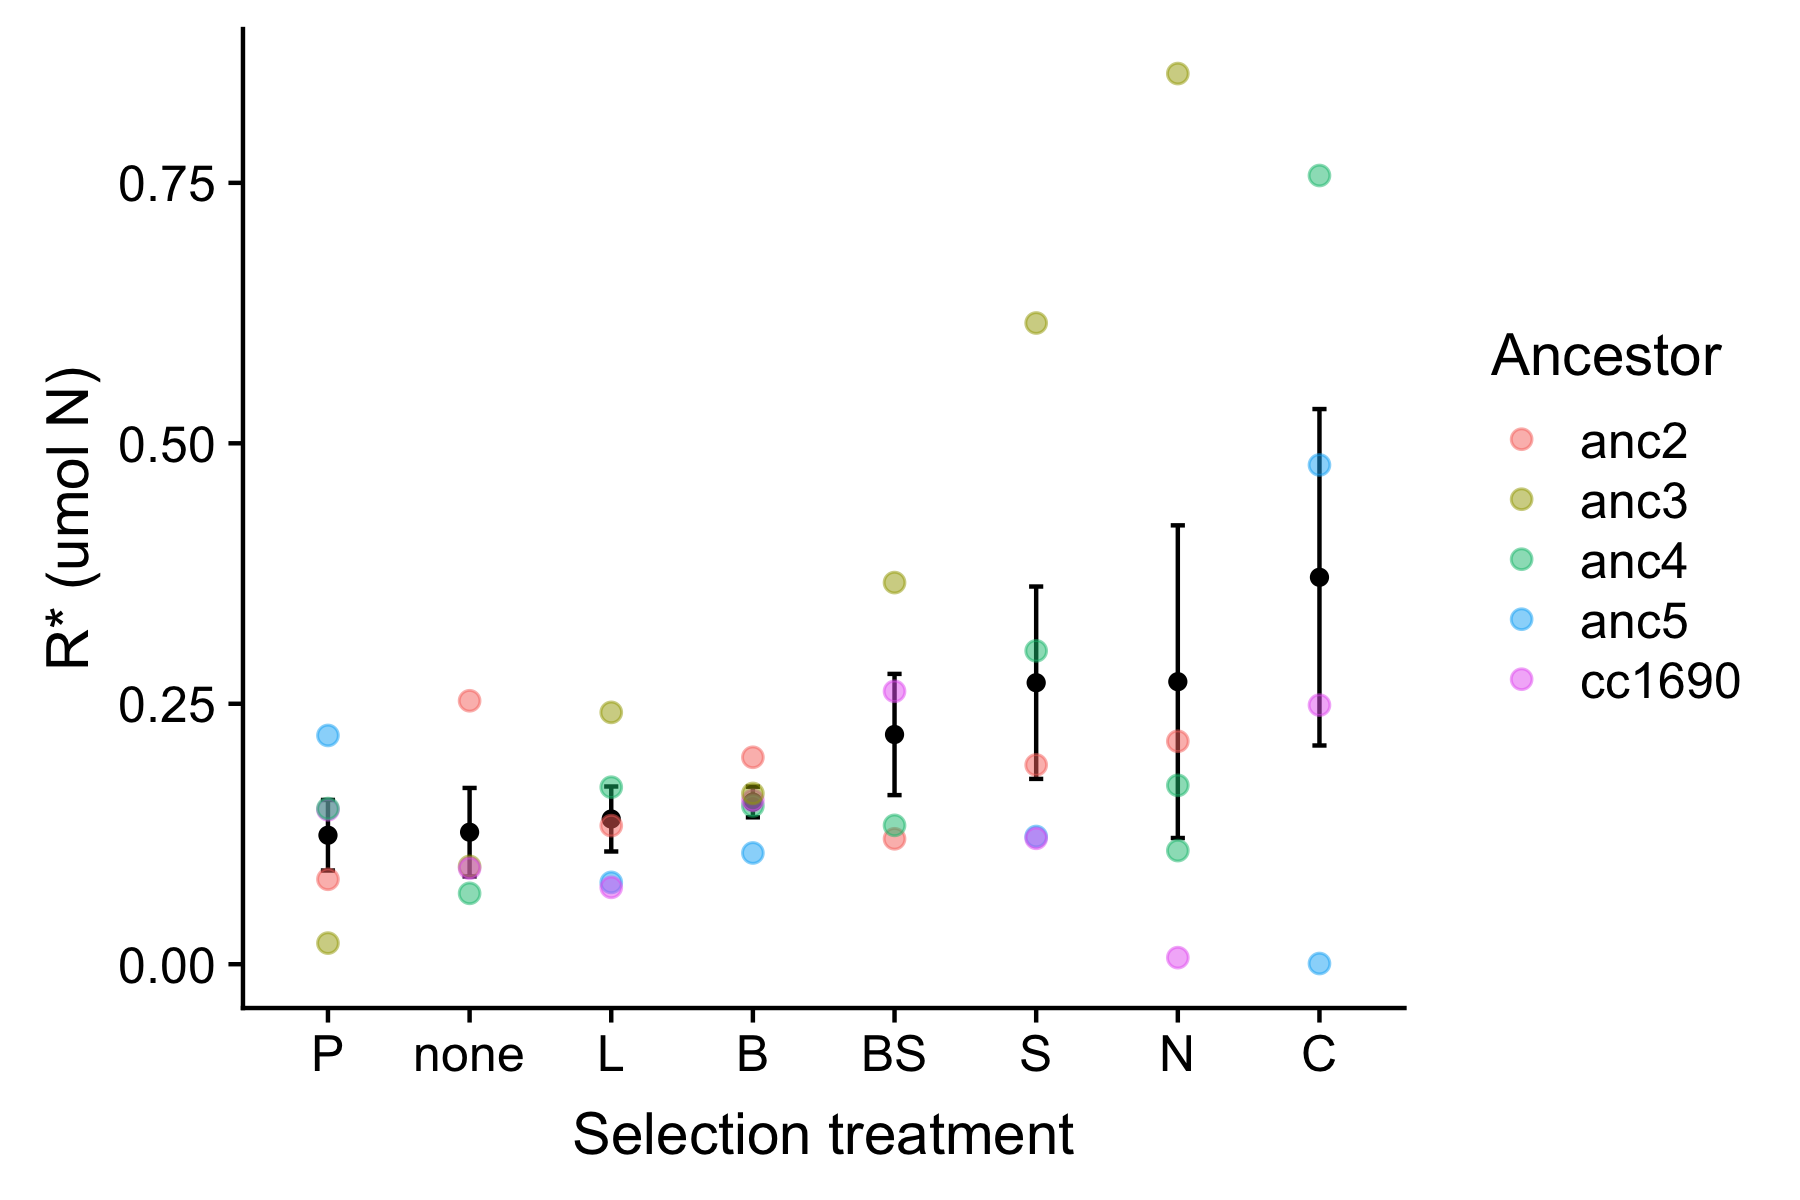 R* (umol N)
0.75
0.50
0.25
0.00
P none L B BS S N C
Selection treatment
Ancestor
anc2
anc3
anc4
anc5
cc1690